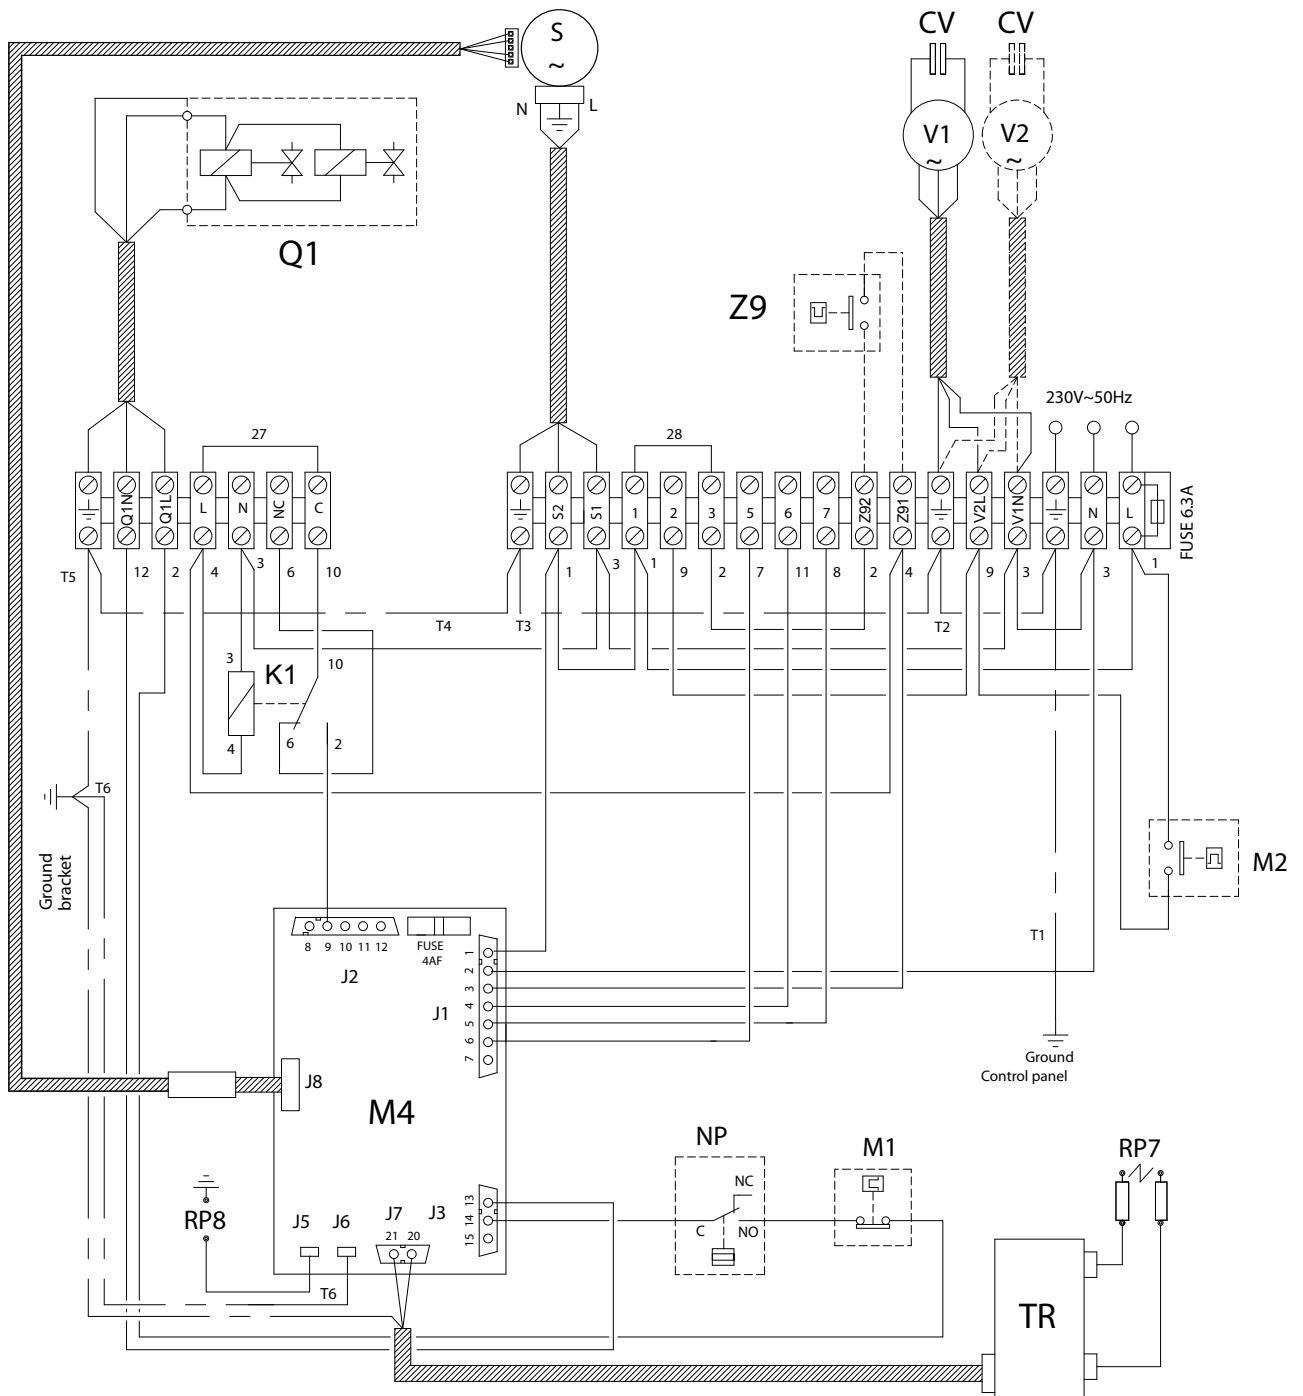 CV CV
S
~
N L
V1 V2
~ ~
Q1
Z9
230V~50Hz
27 28
Q1N Q1L L N NC C S2 S1 1 2 3 5 6 7 Z92 Z91 V2L V1N N L
FUSE 6.3A
T5 12 2 4 3 6 10 1 3 1 9 2 7 11 8 2 4 9 3 3 1
T4 T3 T2
3 K1 10
4 6 2
T6
Ground
bracket
M2
T1
8 9 10 11 12
FUSE
4AF
J2
J1
1
2
3
4
5
6
7
Ground
Control panel
J8
M4
NP M1 RP7
NC
C NO
RP8
J5 J6 J7 J3
21 20
13
14
15
T6
TR